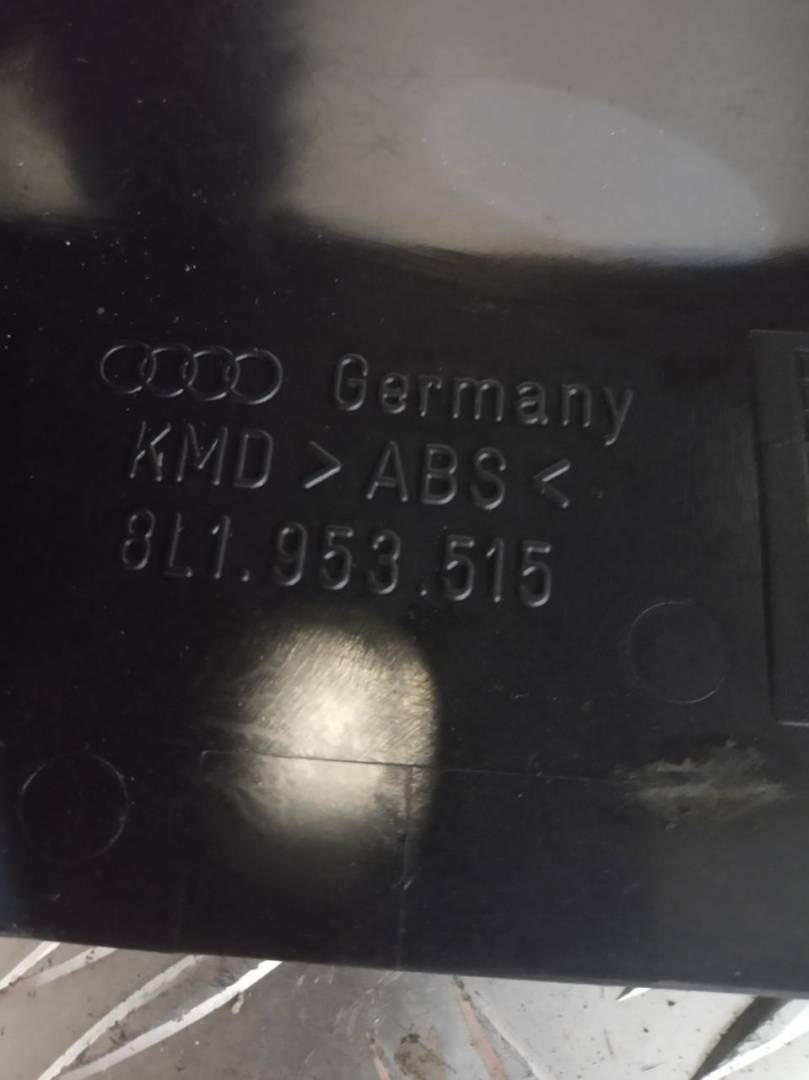 Germany
KMD >ABS<
8L1.953.515